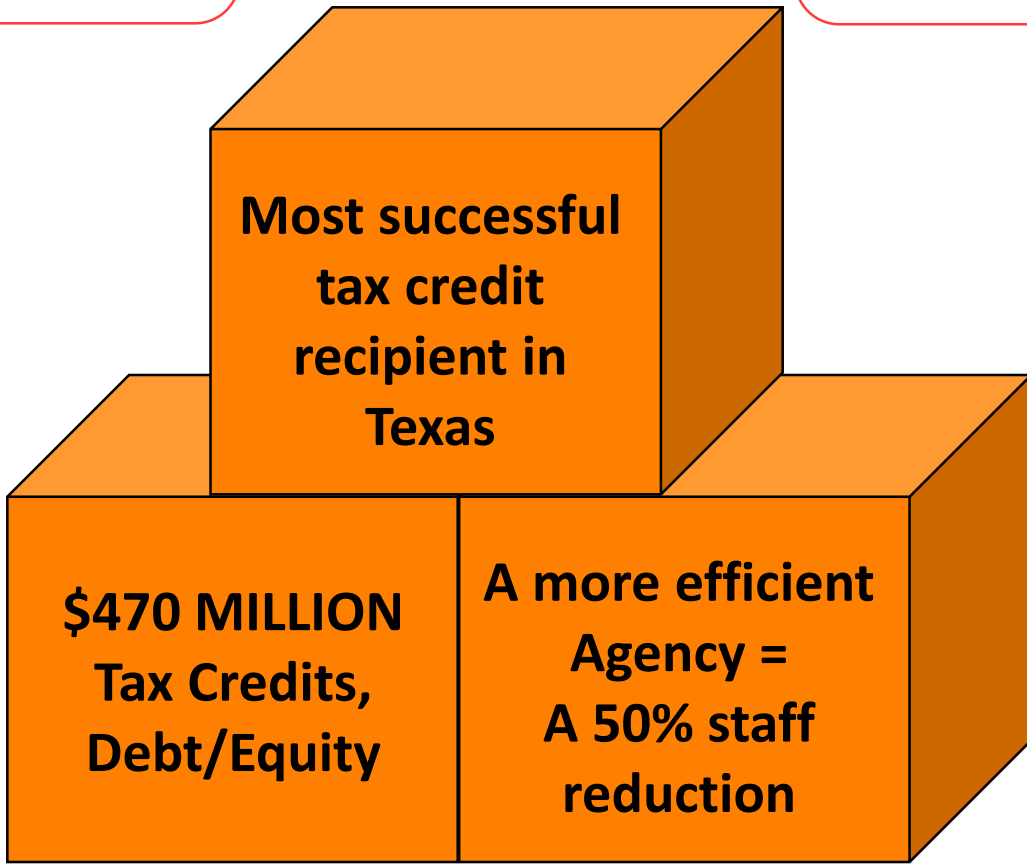 Most successful
tax credit
recipient in
Texas
$470 MILLION
Tax Credits,
Debt/Equity
A more efficient
Agency =
A 50% staff
reduction